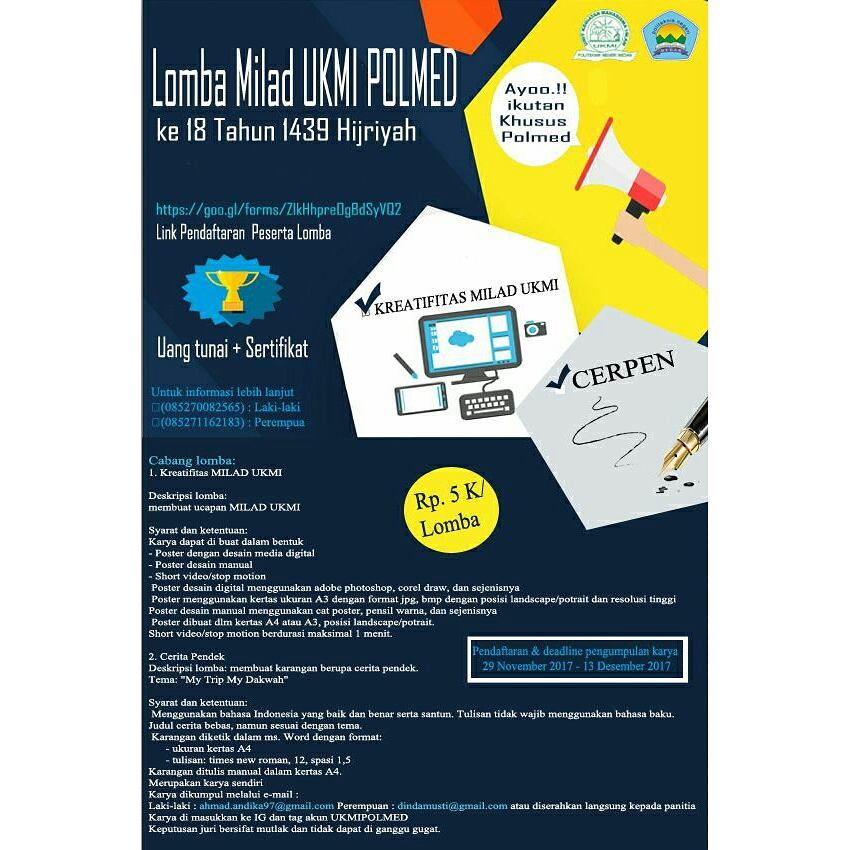 Lomba Milad UKMI POLMED
ke 18 Tahun 1439 Hijriyah
UKMI
POLITEKNIK NEGERI MEDAN
MEDAN
Ayoo.!!
ikutan
Khusus
Polmed
Link Pendaftaran Peserta Lomba
Uang tunai + Sertifikat
KREATIFITAS MILAD UKMI
CERPEN
Untuk informasi lebih lanjut
(085270082565) : Laki-laki
(085271162183) : Perempua
Rp. 5 K/
Lomba
Cabang lomba:
1. Kreatifitas MILAD UKMI
Deskripsi lomba:
membuat ucapan MILAD UKMI
Syarat dan ketentuan:
Karya dapat di buat dalam bentuk
- Poster dengan desain media digital
- Poster desain manual
- Short video/stop motion
Poster desain digital menggunakan adobe photoshop, corel draw, dan sejenisnya
Poster menggunakan kertas ukuran A3 dengan format jpg, bmp dengan posisi landscape/potrait dan resolusi tinggi
Poster desain manual menggunakan cat poster, pensil warna, dan sejenisnya
Poster dibuat dlm kertas A4 atau A3, posisi landscape/potrait.
Short video/stop motion berdurasi maksimal 1 menit.
Pendaftaran & deadline pengumpulan karya
29 November 2017 - 13 Desember 2017
2. Cerita Pendek
Deskripsi lomba: membuat karangan berupa cerita pendek.
Tema: "My Trip My Dakwah"
Syarat dan ketentuan:
Menggunakan bahasa Indonesia yang baik dan benar serta santun. Tulisan tidak wajib menggunakan bahasa baku.
Judul cerita bebas, namun sesuai dengan tema.
Karangan diketik dalam ms. Word dengan format:
- ukuran kertas A4
- tulisan: times new roman, 12, spasi 1,5
Karangan ditulis manual dalam kertas A4.
Merupakan karya sendiri
Karya dikumpul melalui e-mail :
Laki-laki : ahmad.andika97@gmail.com Perempuan : dindamusti@gmail.com atau diserahkan langsung kepada panitia
Karya di masukkan ke IG dan tag akun UKMIPOLMED
Keputusan juri bersifat mutlak dan tidak dapat di ganggu gugat.